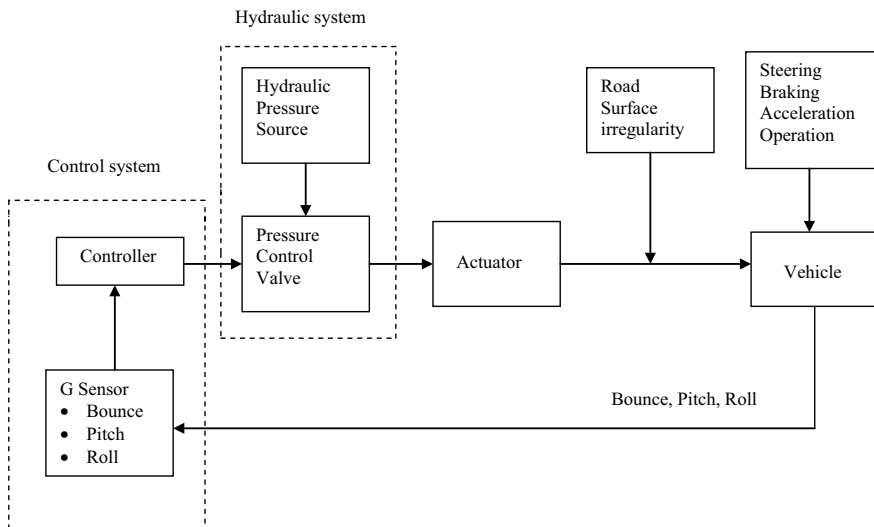 Hydraulic system
Hydraulic
Pressure
Source
Road
Surface
irregularity
Steering
Braking
Acceleration
Operation
Control system
Controller
Pressure
Control
Valve
Actuator
Vehicle
G Sensor
• Bounce
• Pitch
• Roll
Bounce, Pitch, Roll